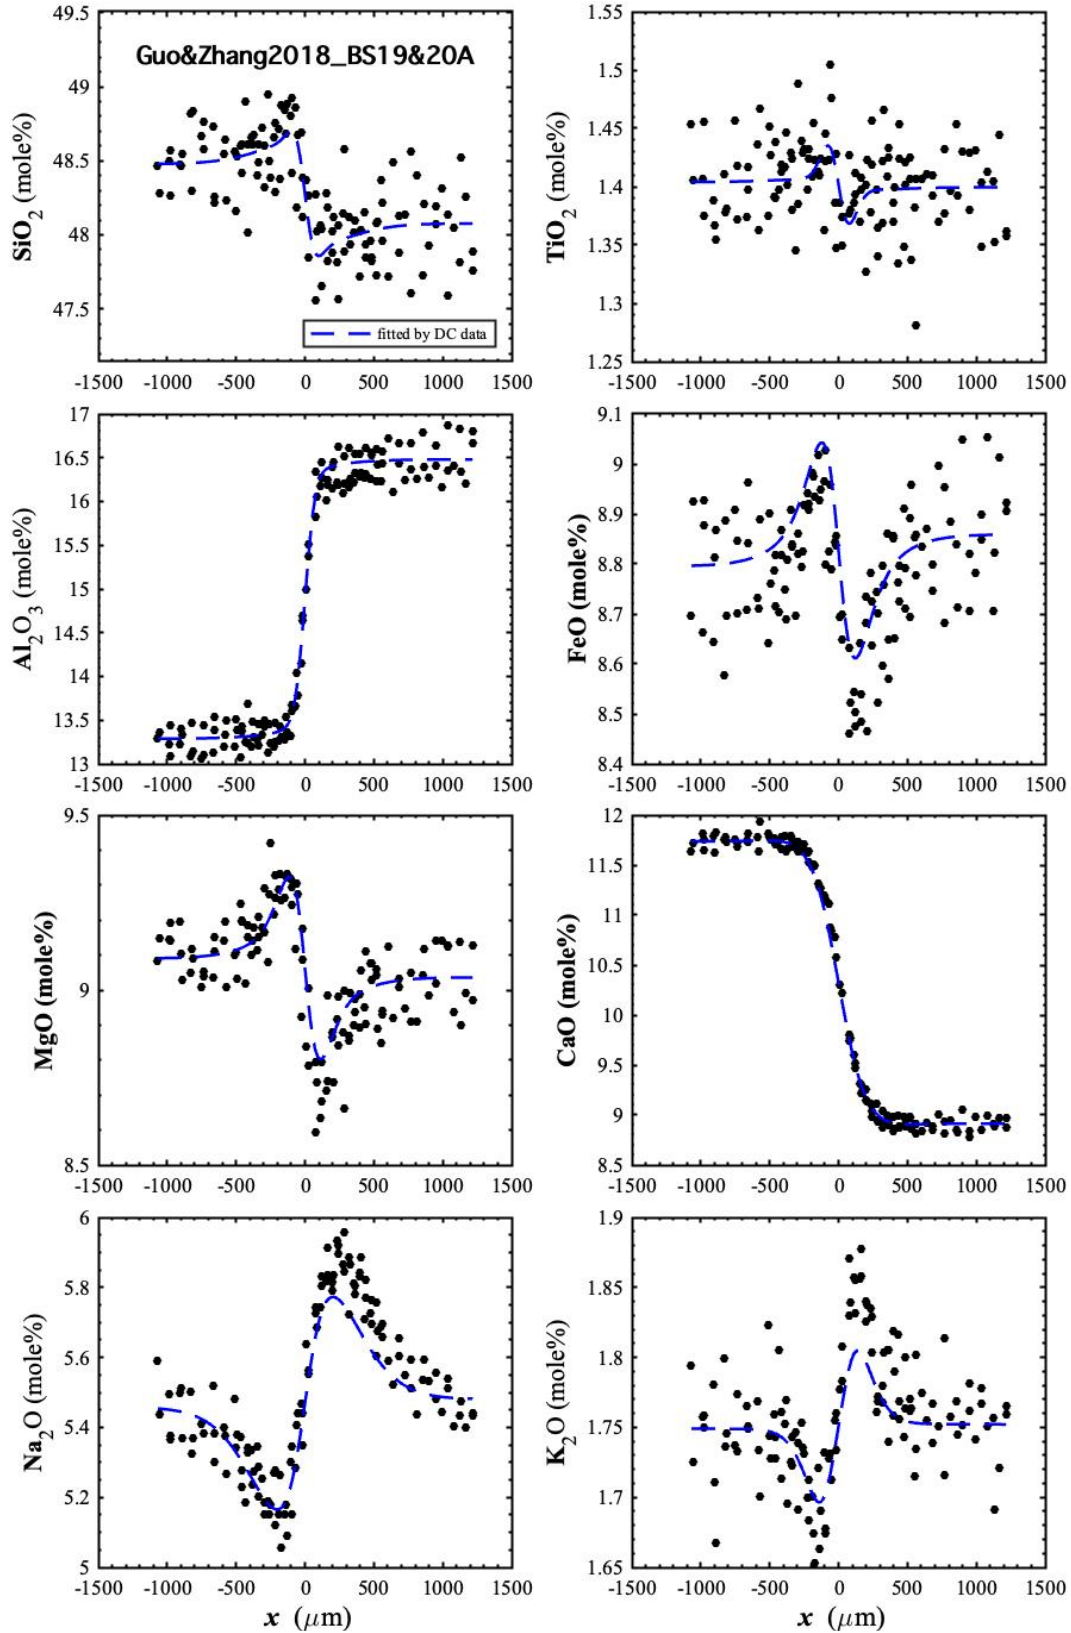 Guo&Zhang2018_BS19&20A
SiO2 (mole%)
49.5
49
48.5
48
47.5
fitted by DC data
-1500 -1000 -500 0 500 1000 1500
TiO2 (mole%)
1.55
1.5
1.45
1.4
1.35
1.3
1.25
-1500 -1000 -500 0 500 1000 1500
Al2O3 (mole%)
17
16.5
16
15.5
15
14.5
14
13.5
13
-1500 -1000 -500 0 500 1000 1500
FeO (mole%)
9.1
9
8.9
8.8
8.7
8.6
8.5
8.4
-1500 -1000 -500 0 500 1000 1500
MgO (mole%)
9.5
9
8.5
-1500 -1000 -500 0 500 1000 1500
CaO (mole%)
12
11.5
11
10.5
10
9.5
9
8.5
-1500 -1000 -500 0 500 1000 1500
Na2O (mole%)
6
5.8
5.6
5.4
5.2
5
-1500 -1000 -500 0 500 1000 1500
x (μm)
K2O (mole%)
1.9
1.85
1.8
1.75
1.7
1.65
-1500 -1000 -500 0 500 1000 1500
x (μm)